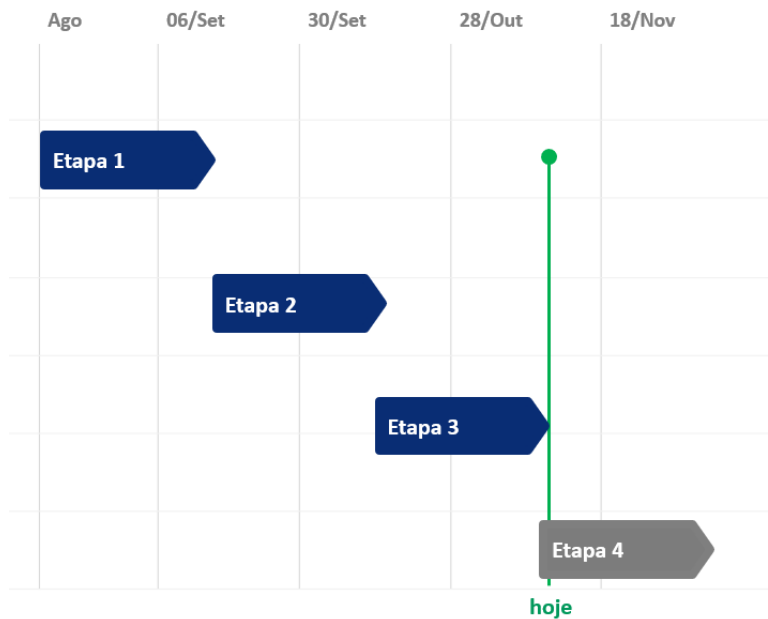 Ago 06/Set 30/Set 28/Out 18/Nov
Etapa 1
Etapa 2
Etapa 3
Etapa 4
hoje